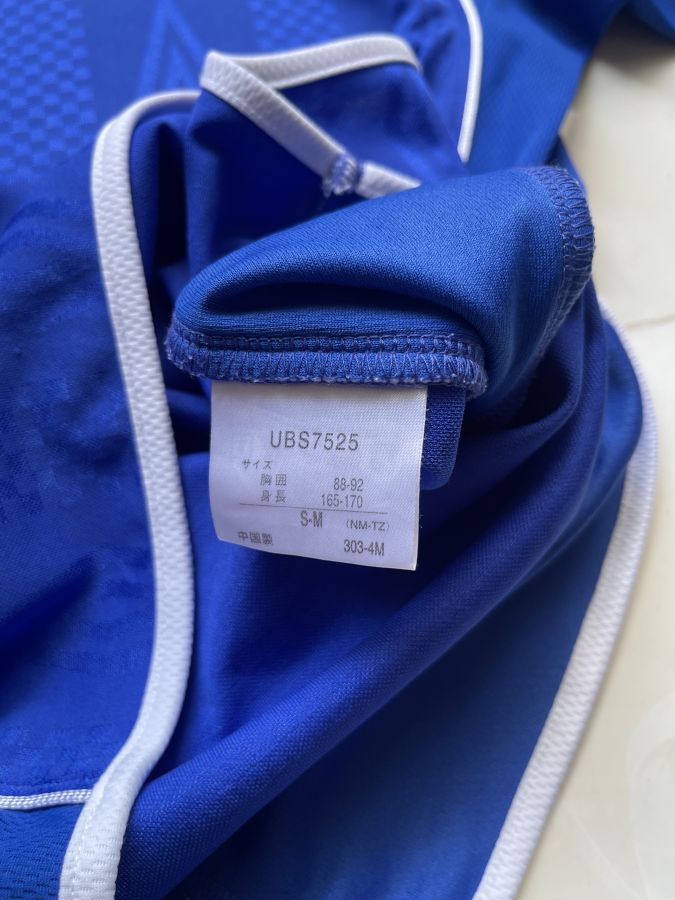 UBS7525
サイズ
胸囲 88-92
身長 165-170
S-M (NM-TZ)
中国製 303-4M